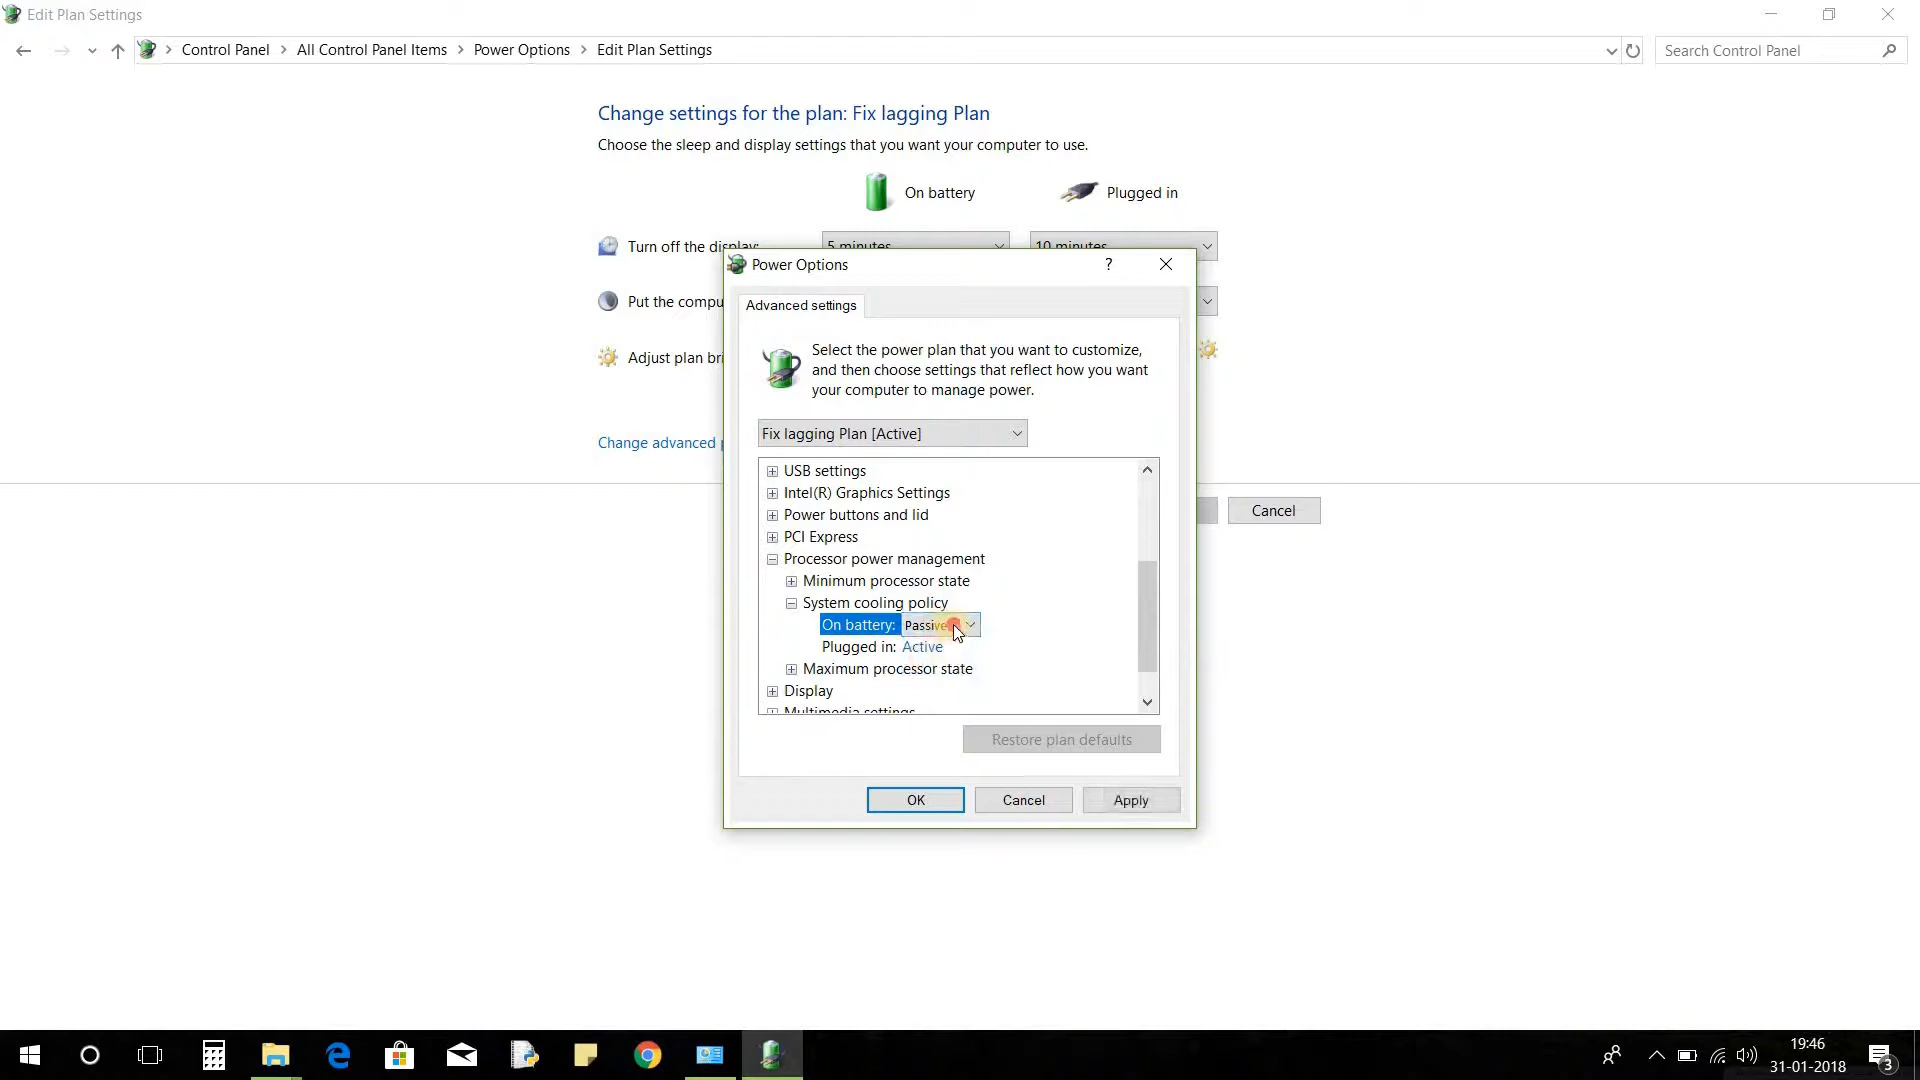 Edit Plan Settings
Control Panel > All Control Panel Items > Power Options > Edit Plan Settings
Search Control Panel
Change settings for the plan: Fix lagging Plan
Choose the sleep and display settings that you want your computer to use.
On battery
Plugged in
Turn off the display:
5 minutes
10 minutes
Power Options
?
Put the compu
Advanced settings
Adjust plan bri
Select the power plan that you want to customize,
and then choose settings that reflect how you want
your computer to manage power.
Fix lagging Plan [Active]
Change advanced
USB settings
Intel(R) Graphics Settings
Power buttons and lid
Cancel
PCI Express
Processor power management
Minimum processor state
System cooling policy
On battery: Passive
Plugged in: Active
Maximum processor state
Display
Multimedia settings
Restore plan defaults
OK
Cancel
Apply
19:46
31-01-2018
3